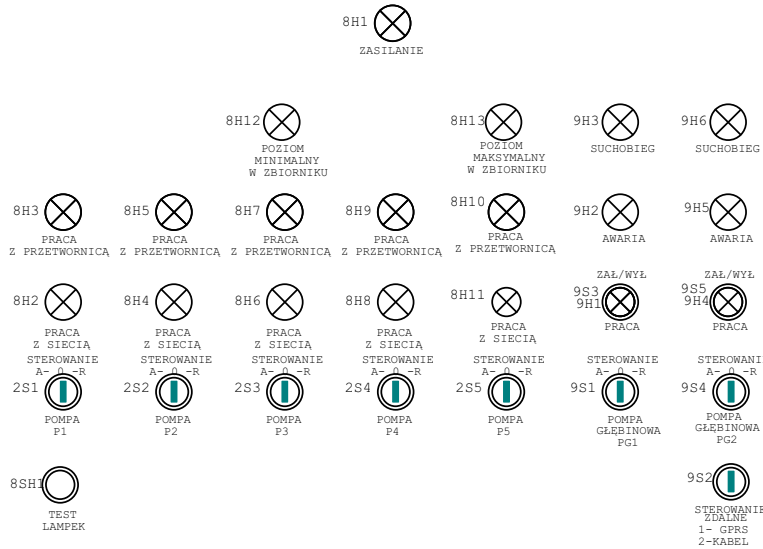 8H1
ZASILANIE
8H12
8H13
9H3
9H6
POZIOM
MINIMALNY
W ZBIORNIKU
POZIOM
MAKSYMALNY
W ZBIORNIKU
SUCHOBIEG
SUCHOBIEG
8H3
8H5
8H7
8H9
8H10
9H2
9H5
PRACA
Z PRZETWORNICĄ
PRACA
Z PRZETWORNICĄ
PRACA
Z PRZETWORNICĄ
PRACA
Z PRZETWORNICĄ
PRACA
Z PRZETWORNICĄ
AWARIA
AWARIA
ZAŁ/WYŁ
ZAŁ/WYŁ
8H2
8H4
8H6
8H8
8H11
9S3
9H1
9S5
9H4
PRACA
Z SIECIĄ
PRACA
Z SIECIĄ
PRACA
Z SIECIĄ
PRACA
Z SIECIĄ
PRACA
Z SIECIĄ
PRACA
PRACA
STEROWANIE
A- 0 -R
STEROWANIE
A- 0 -R
STEROWANIE
A- 0 -R
STEROWANIE
A- 0 -R
STEROWANIE
A- 0 -R
STEROWANIE
A- 0 -R
STEROWANI
A- 0 -R
2S1
2S2
2S3
2S4
2S5
9S1
9S4
POMPA
P1
POMPA
P2
POMPA
P3
POMPA
P4
POMPA
P5
POMPA
GŁĘBINOWA
PG1
POMPA
GŁĘBINOWA
PG2
8SH1
9S2
TEST
LAMPEK
STEROWANIE
ZDALNE
1- GPRS
2-KABEL